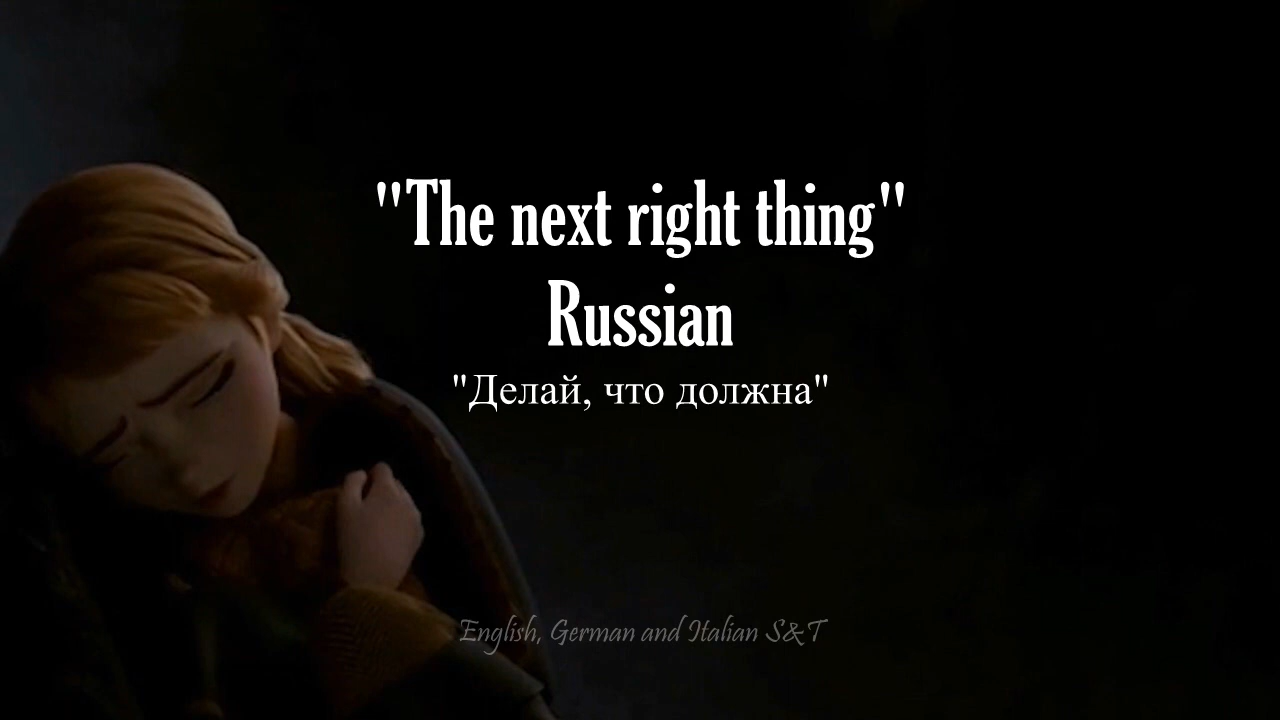 "The next right thing"
Russian
"Делай, что должна"
English, German and Italian S&T